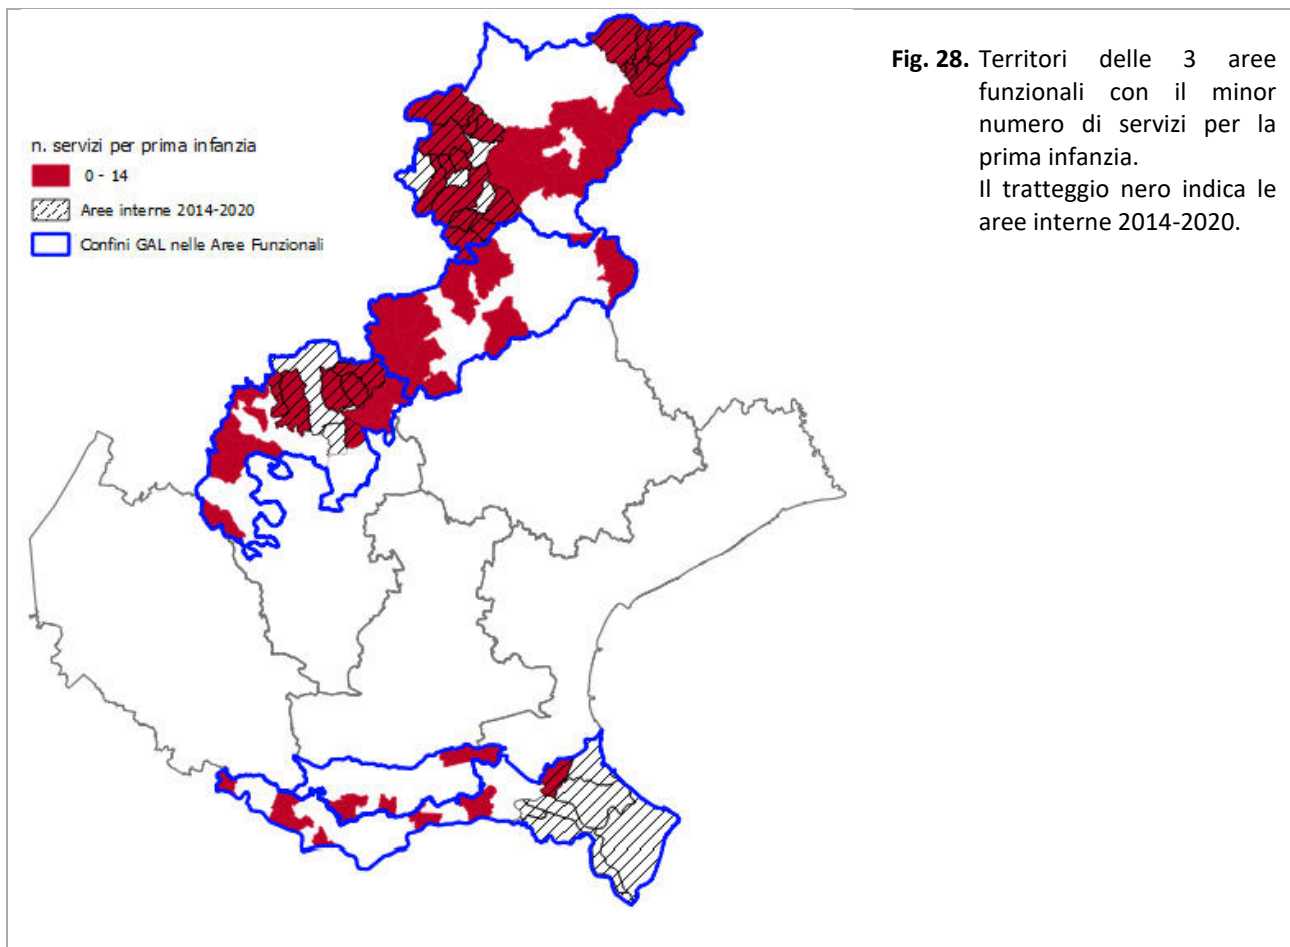 Fig. 28. Territori delle 3 aree
funzionali con il minor
numero di servizi per la
prima infanzia.
Il tratteggio nero indica le
aree interne 2014-2020.
n. servizi per prima infanzia
0 - 14
Aree interne 2014-2020
Confini GAL nelle Aree Funzionali